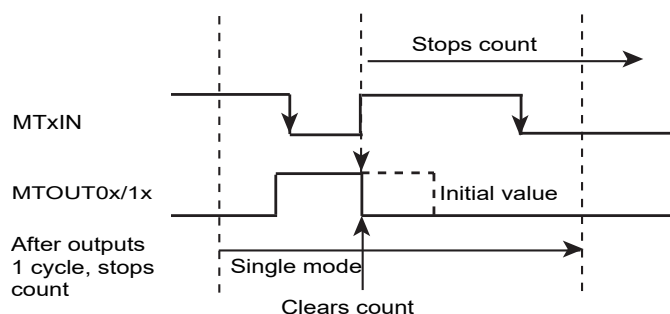 Stops count
MTxIN
MTOUT0x/1x
Initial value
After outputs
1 cycle, stops
count
Single mode
Clears count